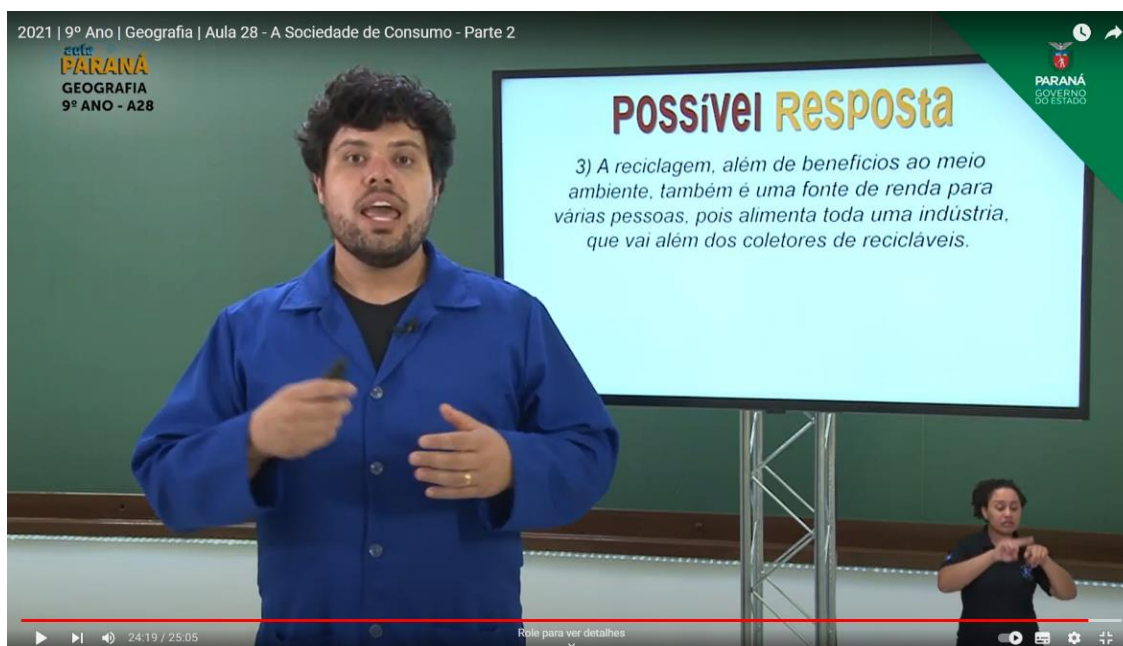 2021 | 9º Ano | Geografia | Aula 28 - A Sociedade de Consumo - Parte 2
aula
PARANÁ
GEOGRAFIA
9º ANO - A28
PARANÁ
GOVERNO
DO ESTADO
Possível Resposta
3) A reciclagem, além de benefícios ao meio
ambiente, também é uma fonte de renda para
várias pessoas, pois alimenta toda uma indústria,
que vai além dos coletores de recicláveis.
24:19 / 25:05
Role para ver detalhes